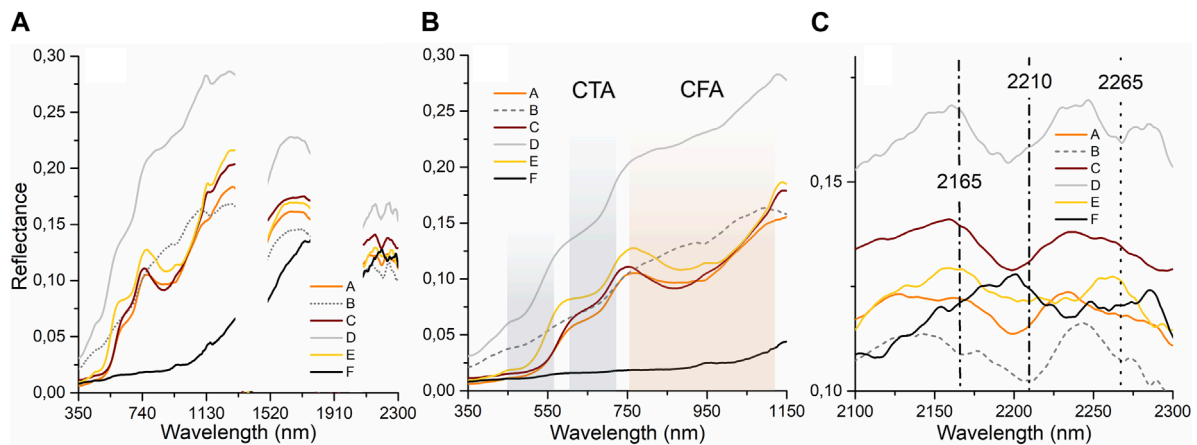 A
0,30
0,25
0,20
0,15
0,10
0,05
0,00
Reflectance
350 740 1130 1520 1910 2300
Wavelength (nm)
A
B
C
D
E
F
B
0,30
0,25
0,20
0,15
0,10
0,05
0,00
350 550 750 950 1150
Wavelength (nm)
A
B
C
D
E
F
CTA CFA
C
0,15
0,10
2100 2150 2200 2250 2300
Wavelength (nm)
2165
2210
2265
A
B
C
D
E
F